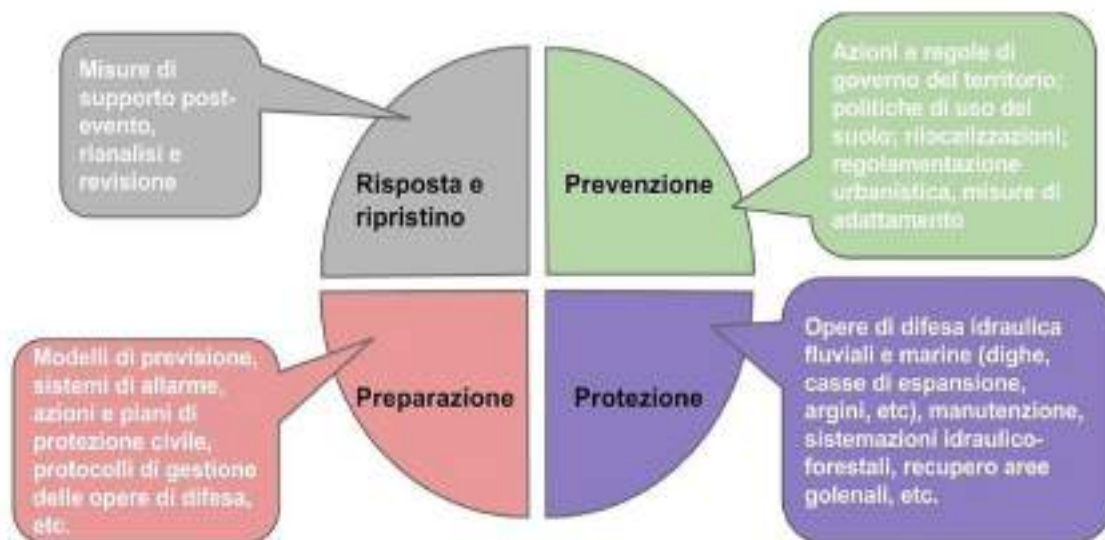 Misure di
supporto post-
evento,
rianalisi e
revisione
Risposta e
ripristino
Prevenzione
Azioni e regole di
governo del territorio;
politiche di uso del
suolo; rilocalizzazioni;
regolamentazione
urbanistica, misure di
adattamento
Modelli di previsione,
sistemi di allarme,
azioni e piani di
protezione civile,
protocolli di gestione
delle opere di difesa,
etc.
Preparazione
Protezione
Opere di difesa idraulica
fluviali e marine (dighe,
casse di espansione,
argini, etc), manutenzione,
sistemazioni idraulico-
forestali, recupero aree
golenali, etc.